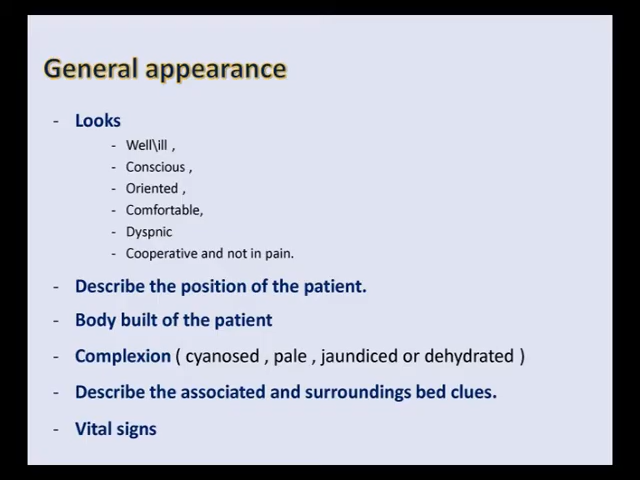 General appearance
- Looks
- Well\ill ,
- Conscious ,
- Oriented ,
- Comfortable,
- Dyspnic
- Cooperative and not in pain.
- Describe the position of the patient.
- Body built of the patient
- Complexion ( cyanosed , pale , jaundiced or dehydrated )
- Describe the associated and surroundings bed clues.
- Vital signs